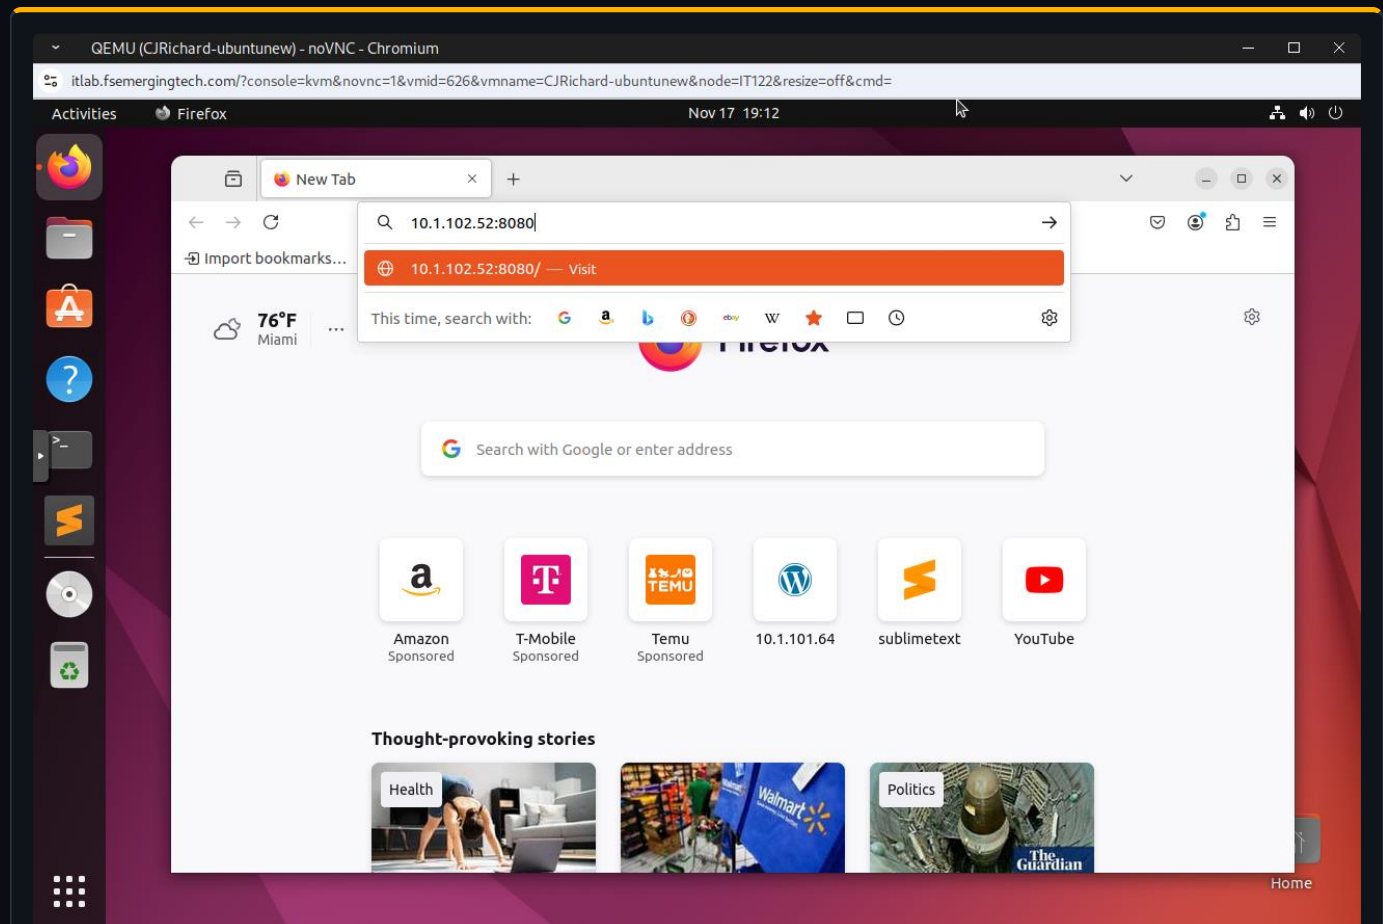 QEMU (CJRichard-ubuntunew) - noVNC - Chromium
itlab.fsemergingtech.com/?console=kvm&novnc=1&vmid=626&vmname=CJRichard-ubuntunew&node=IT122&resize=off&cmd=
Activities Firefox Nov 17 19:12
New Tab
10.1.102.52:8080
Import bookmarks...
10.1.102.52:8080/ — Visit
This time, search with:
76°F
Miami
Firefox
Search with Google or enter address
Amazon T-Mobile Temu 10.1.101.64 sublimetext YouTube
Sponsored Sponsored Sponsored
Thought-provoking stories
Health
Walmart
Politics
The
Guardian
Home